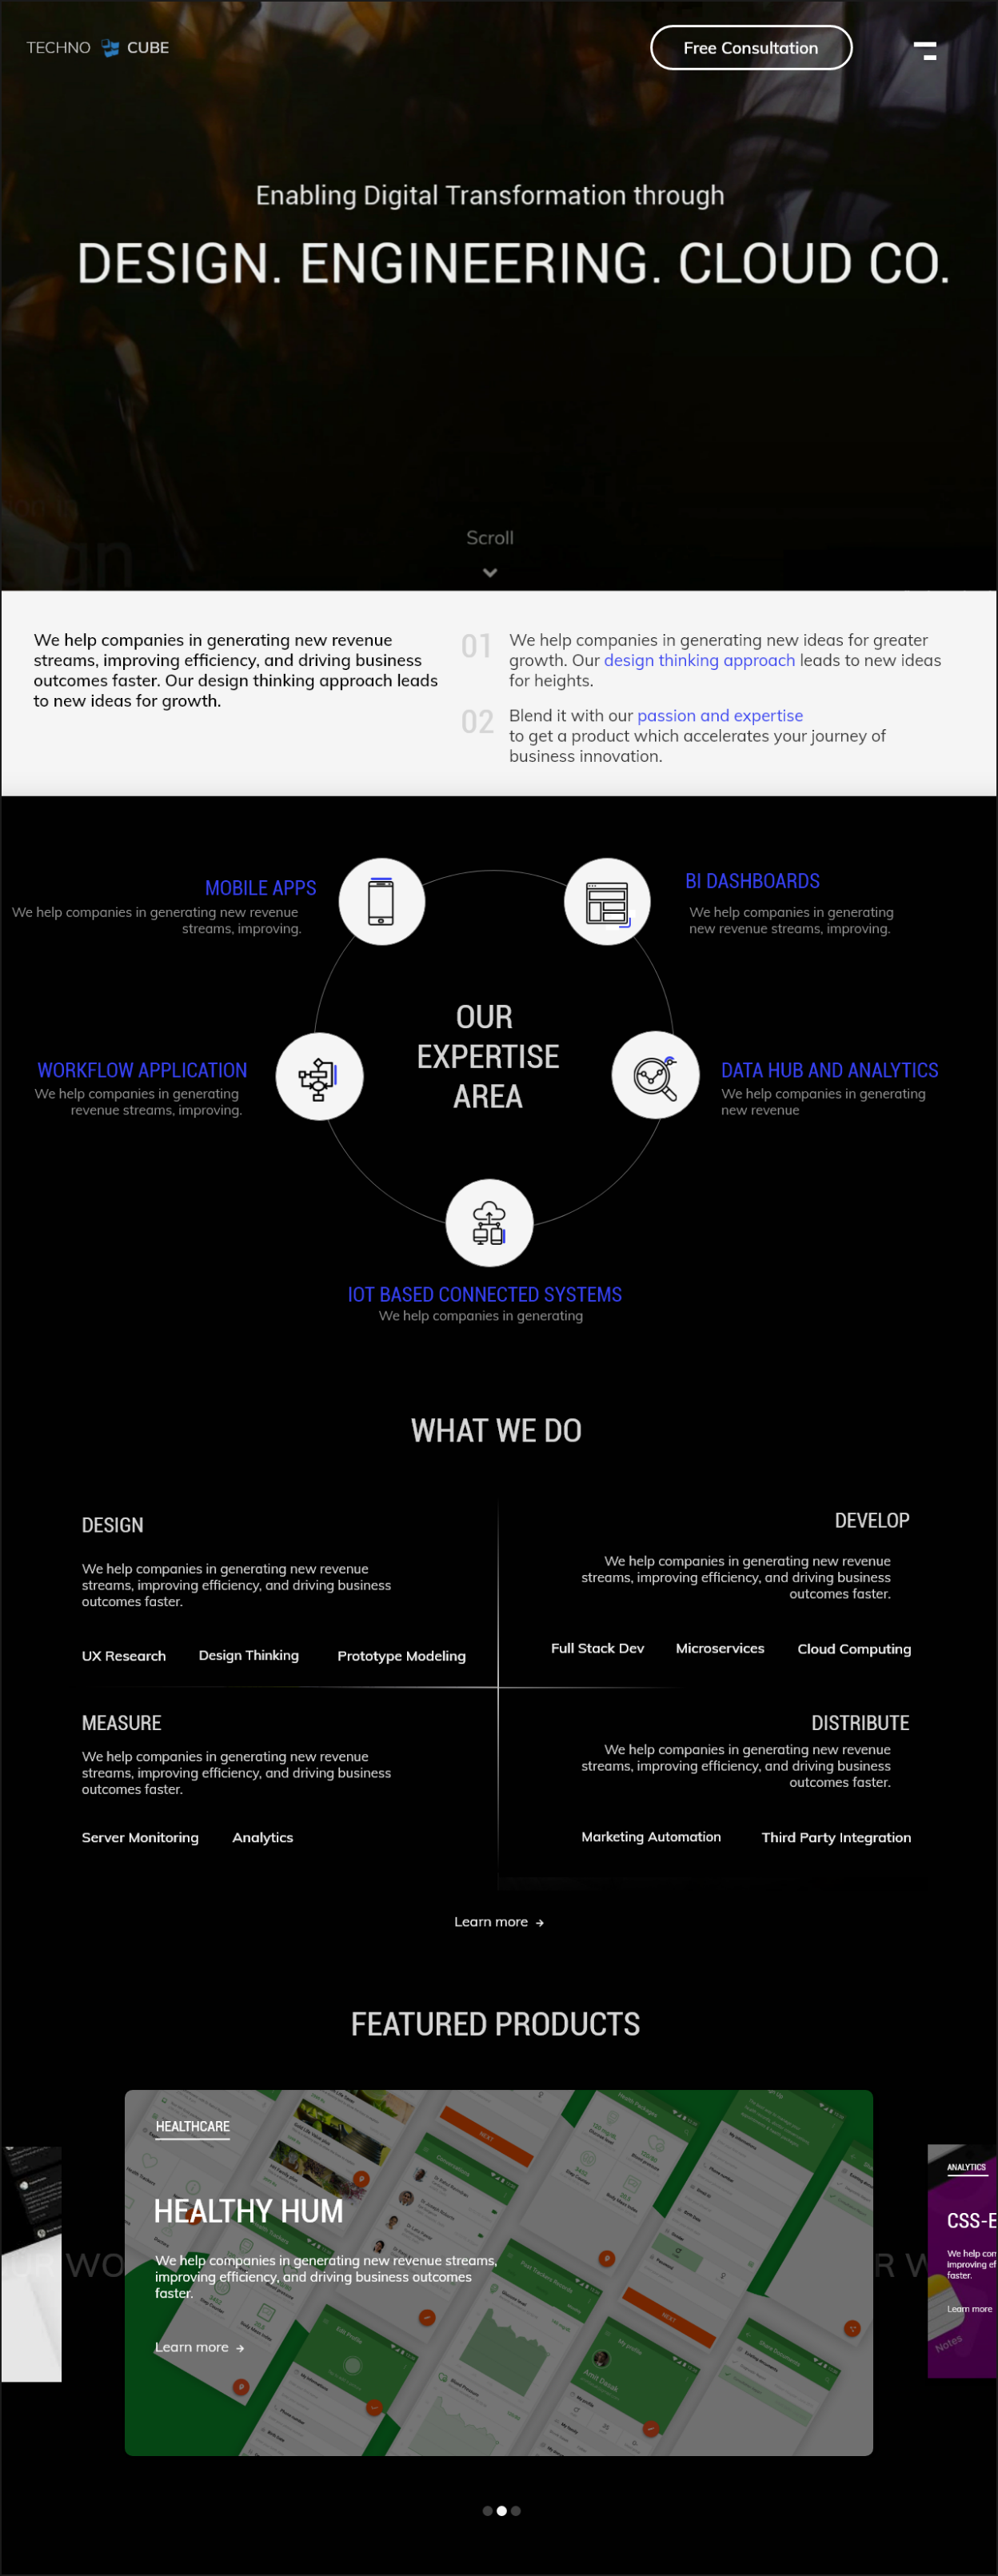 TECHNO CUBE
Free Consultation
Enabling Digital Transformation through
DESIGN. ENGINEERING. CLOUD CO.
Scroll
We help companies in generating new revenue
streams, improving efficiency, and driving business
outcomes faster. Our design thinking approach leads
to new ideas for growth.
01
We help companies in generating new ideas for greater
growth. Our design thinking approach leads to new ideas
for heights.
02
Blend it with our passion and expertise
to get a product which accelerates your journey of
business innovation.
MOBILE APPS
We help companies in generating new revenue
streams, improving.
BI DASHBOARDS
We help companies in generating
new revenue streams, improving.
OUR
EXPERTISE
AREA
WORKFLOW APPLICATION
We help companies in generating
revenue streams, improving.
DATA HUB AND ANALYTICS
We help companies in generating
new revenue
IOT BASED CONNECTED SYSTEMS
We help companies in generating
WHAT WE DO
DESIGN
We help companies in generating new revenue
streams, improving efficiency, and driving business
outcomes faster.
UX Research Design Thinking Prototype Modeling
DEVELOP
We help companies in generating new revenue
streams, improving efficiency, and driving business
outcomes faster.
Full Stack Dev Microservices Cloud Computing
MEASURE
We help companies in generating new revenue
streams, improving efficiency, and driving business
outcomes faster.
Server Monitoring Analytics
DISTRIBUTE
We help companies in generating new revenue
streams, improving efficiency, and driving business
outcomes faster.
Marketing Automation Third Party Integration
Learn more
FEATURED PRODUCTS
HEALTHCARE
HEALTHY HUM
We help companies in generating new revenue streams,
improving efficiency, and driving business outcomes
faster.
Learn more
NEXT
NEXT
Conversations
Edit Profile
My profile
Amit Dasak
Blood Pressure
ANALYTICS
CSS-E
We help con
improving ef
faster.
Learn more
Notes